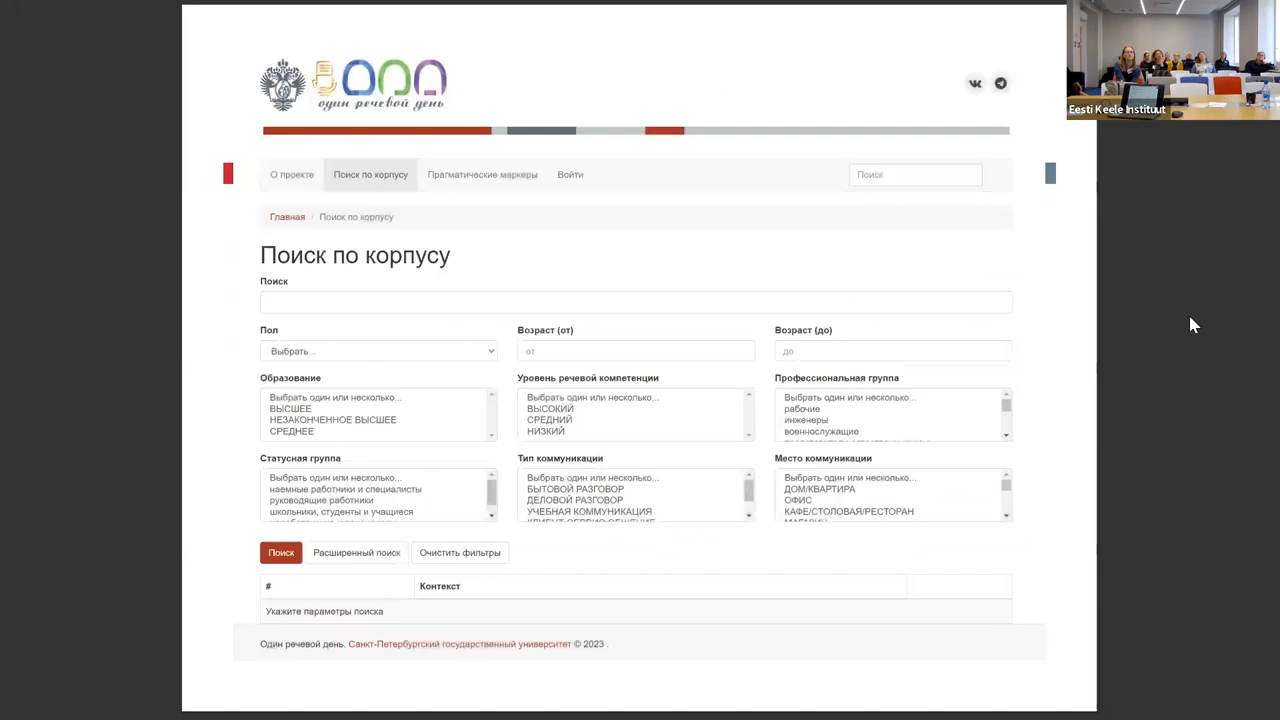 один речевой день
Eesti Keele Instituut
О проекте Поиск по корпусу Прагматические маркеры Войти Поиск
Главная / Поиск по корпусу
Поиск по корпусу
Поиск
Пол Возраст (от) Возраст (до)
Выбрать... от до
Образование Уровень речевой компетенции Профессиональная группа
Выбрать один или несколько... Выбрать один или несколько... Выбрать один или несколько...
ВЫСШЕЕ ВЫСОКИЙ рабочие
НЕЗАКОНЧЕННОЕ ВЫСШЕЕ СРЕДНИЙ инженеры
СРЕДНЕЕ НИЗКИЙ военнослужащие
Статусная группа Тип коммуникации Место коммуникации
Выбрать один или несколько... Выбрать один или несколько... Выбрать один или несколько...
наемные работники и специалисты БЫТОВОЙ РАЗГОВОР ДОМ/КВАРТИРА
руководящие работники ДЕЛОВОЙ РАЗГОВОР ОФИС
школьники, студенты и учащиеся УЧЕБНАЯ КОММУНИКАЦИЯ КАФЕ/СТОЛОВАЯ/РЕСТОРАН
Поиск Расширенный поиск Очистить фильтры
# Контекст
Укажите параметры поиска
Один речевой день. Санкт-Петербургский государственный университет © 2023 .